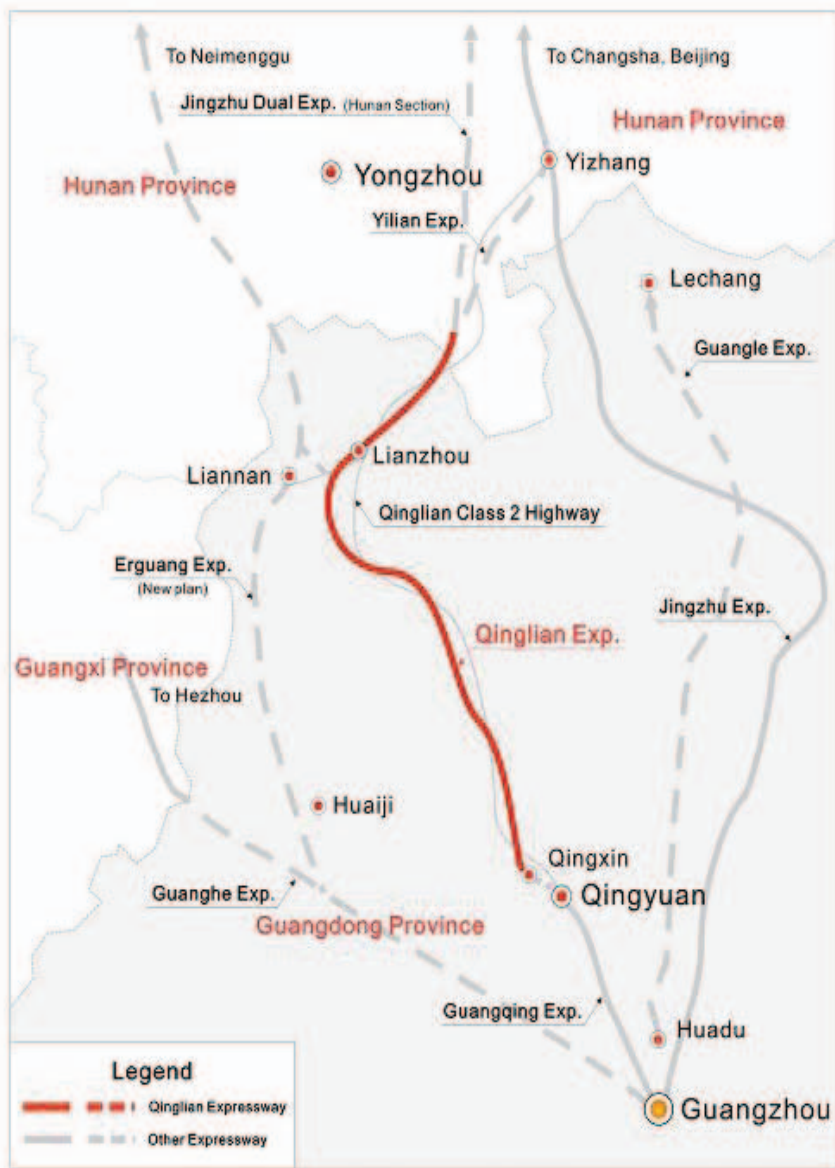 To Neimenggu
To Changsha, Beijing
Jingzhu Dual Exp. (Hunan Section)
Hunan Province
Hunan Province
Yongzhou
Yizhang
Yilian Exp.
Lechang
Guangle Exp.
Lianzhou
Liannan
Qinglian Class 2 Highway
Erguang Exp.
(New plan)
Jingzhu Exp.
Qinglian Exp.
Guangxi Province
To Hezhou
Huaiji
Qingxin
Qingyuan
Guanghe Exp.
Guangdong Province
Guangqing Exp.
Huadu
Guangzhou
Legend
Qinglian Expressway
Other Expressway